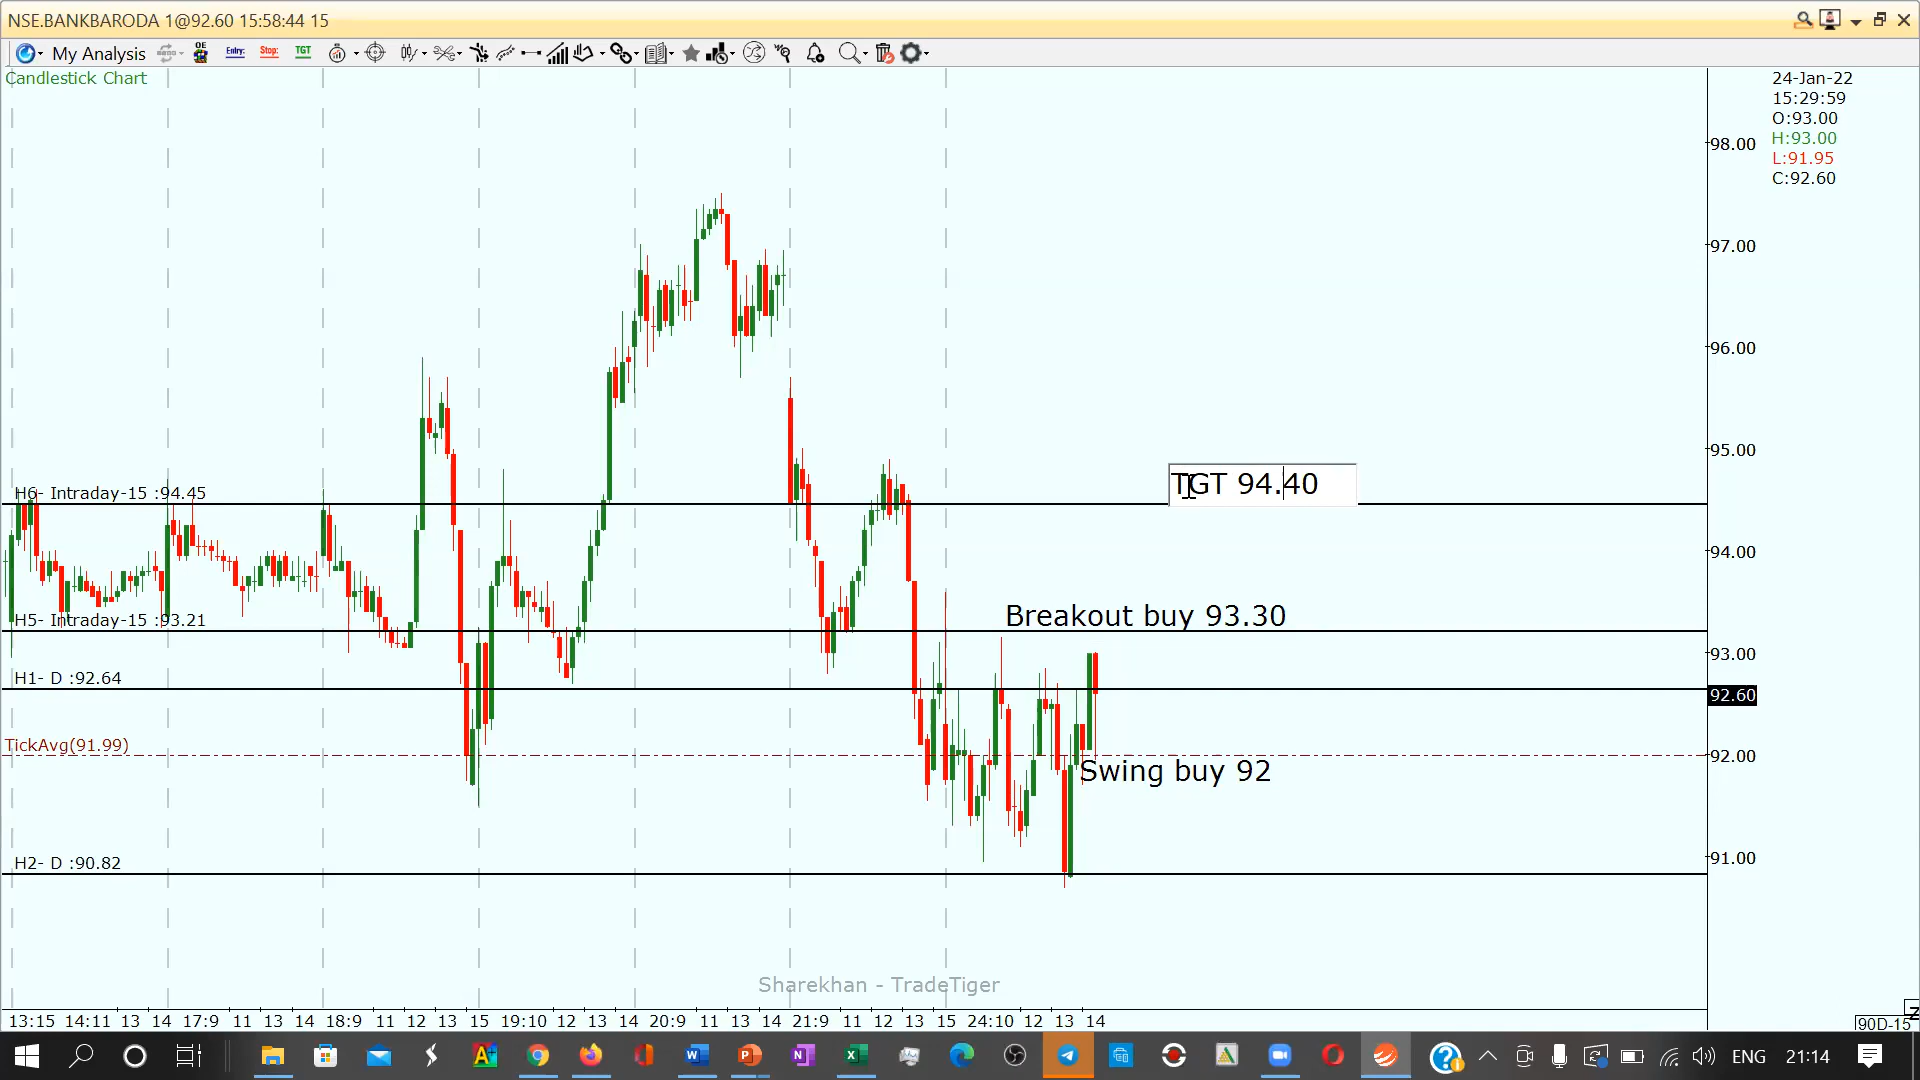 NSE.BANKBARODA 1@92.60 15:58:44 15
My Analysis
OE
Entry:
Stop:
TGT
Candlestick Chart
24-Jan-22
15:29:59
O:93.00
H:93.00
L:91.95
C:92.60
98.00
97.00
96.00
95.00
TGT 94.40
H6- Intraday-15 :94.45
94.00
Breakout buy 93.30
H5- Intraday-15 :93.21
93.00
H1- D :92.64
92.60
TickAvg(91.99)
92.00
Swing buy 92
H2- D :90.82
91.00
Sharekhan - TradeTiger
13:15 14:11 13 14 17:9 11 13 14 18:9 11 12 13 15 19:10 12 13 14 20:9 11 13 14 21:9 11 12 13 15 24:10 12 13 14
90D-15
ENG 21:14